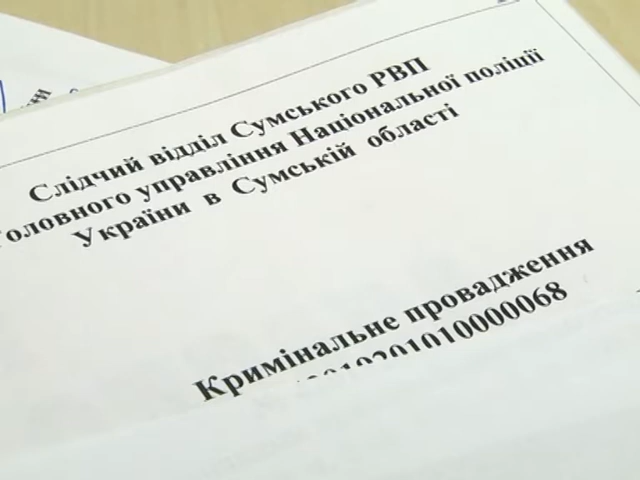 Слідчий відділ Сумського РВП
Головного управління Національної поліції
України в Сумській області
Кримінальне провадження